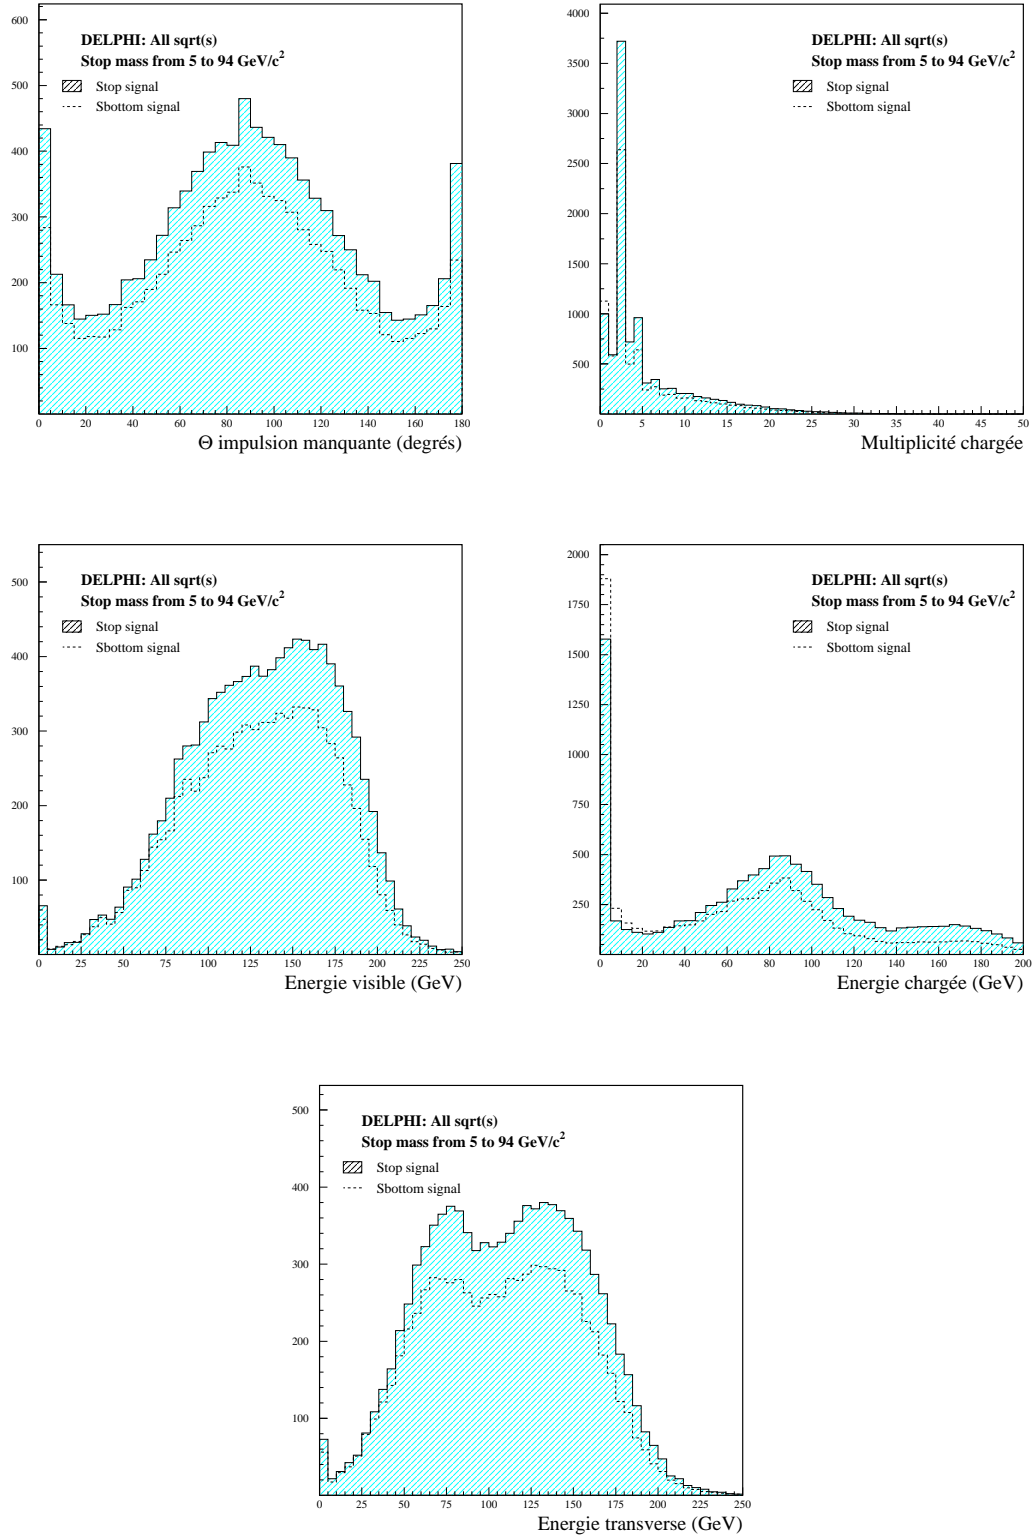 600
500
400
300
200
100
DELPHI: All sqrt(s)
Stop mass from 5 to 94 GeV/c²
Stop signal
Sbottom signal
0 20 40 60 80 100 120 140 160 180
Θ impulsion manquante (degrés)
4000
3500
3000
2500
2000
1500
1000
500
DELPHI: All sqrt(s)
Stop mass from 5 to 94 GeV/c²
Stop signal
Sbottom signal
0 5 10 15 20 25 30 35 40 45 50
Multiplicité chargée
500
400
300
200
100
DELPHI: All sqrt(s)
Stop mass from 5 to 94 GeV/c²
Stop signal
Sbottom signal
0 25 50 75 100 125 150 175 200 225 250
Energie visible (GeV)
2000
1750
1500
1250
1000
750
500
250
DELPHI: All sqrt(s)
Stop mass from 5 to 94 GeV/c²
Stop signal
Sbottom signal
0 20 40 60 80 100 120 140 160 180 200
Energie chargée (GeV)
500
400
300
200
100
DELPHI: All sqrt(s)
Stop mass from 5 to 94 GeV/c²
Stop signal
Sbottom signal
0 25 50 75 100 125 150 175 200 225 250
Energie transverse (GeV)